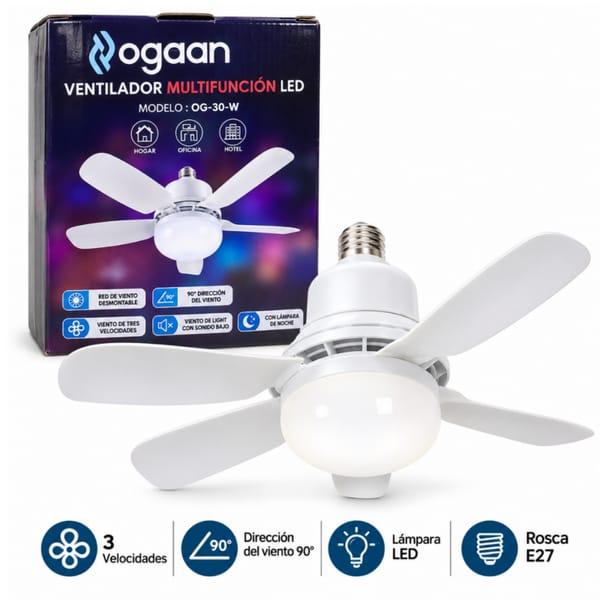 ogaan
VENTILADOR MULTIFUNCIÓN LED
MODELO : OG-30-W
HOGAR
OFICINA
HOTEL
RED DE VIENTO
DESMONTABLE
90°
90° DIRECCIÓN
DEL VIENTO
VIENTO DE TRES
VELOCIDADES
VIENTO DE LIGHT
CON SONIDO BAJO
CON LÁMPARA
DE NOCHE
3
Velocidades
90°
Dirección
del viento 90°
Lámpara
LED
Rosca
E27